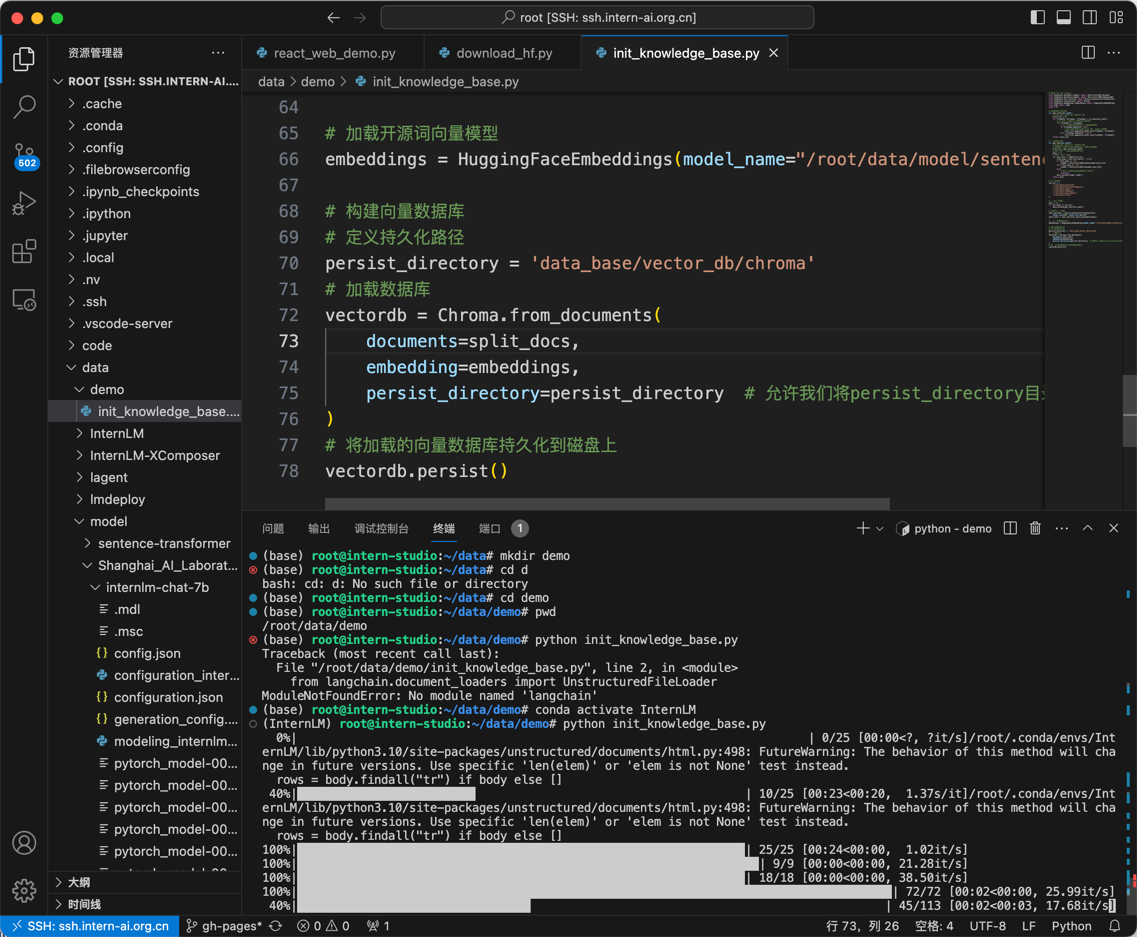 root [SSH: ssh.intern-ai.org.cn]
资源管理器
ROOT [SSH: SSH.INTERN-AI....
.cache
.conda
.config
.filebrowserconfig
.ipynb_checkpoints
.ipython
.jupyter
.local
.nv
.ssh
.vscode-server
code
data
demo
init_knowledge_base....
InternLM
InternLM-XComposer
lagent
lmdeploy
model
sentence-transformer
Shanghai_AI_Laborat...
internlm-chat-7b
.mdl
.msc
config.json
configuration_inter...
configuration.json
generation_config....
modeling_internlm...
pytorch_model-00...
pytorch_model-00...
pytorch_model-00...
pytorch_model-00...
pytorch_model-00...
大纲
时间线
502
react_web_demo.py
download_hf.py
init_knowledge_base.py
data > demo > init_knowledge_base.py
64
65 # 加载开源词向量模型
66 embeddings = HuggingFaceEmbeddings(model_name="/root/data/model/senten
67
68 # 构建向量数据库
69 # 定义持久化路径
70 persist_directory = 'data_base/vector_db/chroma'
71 # 加载数据库
72 vectordb = Chroma.from_documents(
73 documents=split_docs,
74 embedding=embeddings,
75 persist_directory=persist_directory # 允许我们将persist_directory目
76 )
77 # 将加载的向量数据库持久化到磁盘上
78 vectordb.persist()
问题 输出 调试控制台 终端 端口 1
python - demo
(base) root@intern-studio:~/data# mkdir demo
(base) root@intern-studio:~/data# cd d
bash: cd: d: No such file or directory
(base) root@intern-studio:~/data# cd demo
(base) root@intern-studio:~/data/demo# pwd
/root/data/demo
(base) root@intern-studio:~/data/demo# python init_knowledge_base.py
Traceback (most recent call last):
File "/root/data/demo/init_knowledge_base.py", line 2, in <module>
from langchain.document_loaders import UnstructuredFileLoader
ModuleNotFoundError: No module named 'langchain'
(base) root@intern-studio:~/data/demo# conda activate InternLM
(InternLM) root@intern-studio:~/data/demo# python init_knowledge_base.py
0%| | 0/25 [00:00<?, ?it/s]/root/.conda/envs/Int
ernLM/lib/python3.10/site-packages/unstructured/documents/html.py:498: FutureWarning: The behavior of this method will cha
nge in future versions. Use specific 'len(elem)' or 'elem is not None' test instead.
rows = body.findall("tr") if body else []
40%| | 10/25 [00:23<00:20, 1.37s/it]/root/.conda/envs/Int
ernLM/lib/python3.10/site-packages/unstructured/documents/html.py:498: FutureWarning: The behavior of this method will cha
nge in future versions. Use specific 'len(elem)' or 'elem is not None' test instead.
rows = body.findall("tr") if body else []
100%| | 25/25 [00:24<00:00, 1.02it/s]
100%| | 9/9 [00:00<00:00, 21.28it/s]
100%| | 18/18 [00:00<00:00, 38.50it/s]
100%| | 72/72 [00:02<00:00, 25.99it/s]
40%| | 45/113 [00:02<00:03, 17.68it/s]
SSH: ssh.intern-ai.org.cn gh-pages* 0 0 1 行 73, 列 26 空格: 4 UTF-8 LF Python